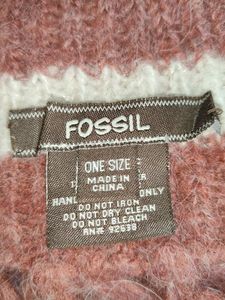 FOSSIL
ONE SIZE
MADE IN
CHINA
HAN
ONLY
DO NOT IRON
DO NOT DRY CLEAN
DO NOT BLEACH
RN# 92638